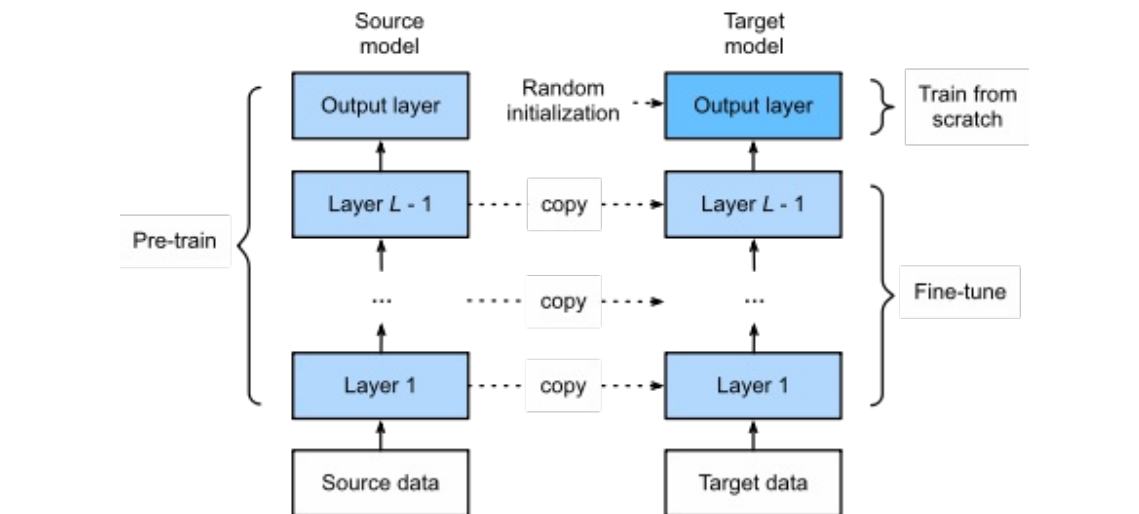 Source
model
Target
model
Output layer
Random
initialization
Output layer
Train from
scratch
Layer L - 1
copy
Layer L - 1
Pre-train
...
copy
...
Fine-tune
Layer 1
copy
Layer 1
Source data
Target data